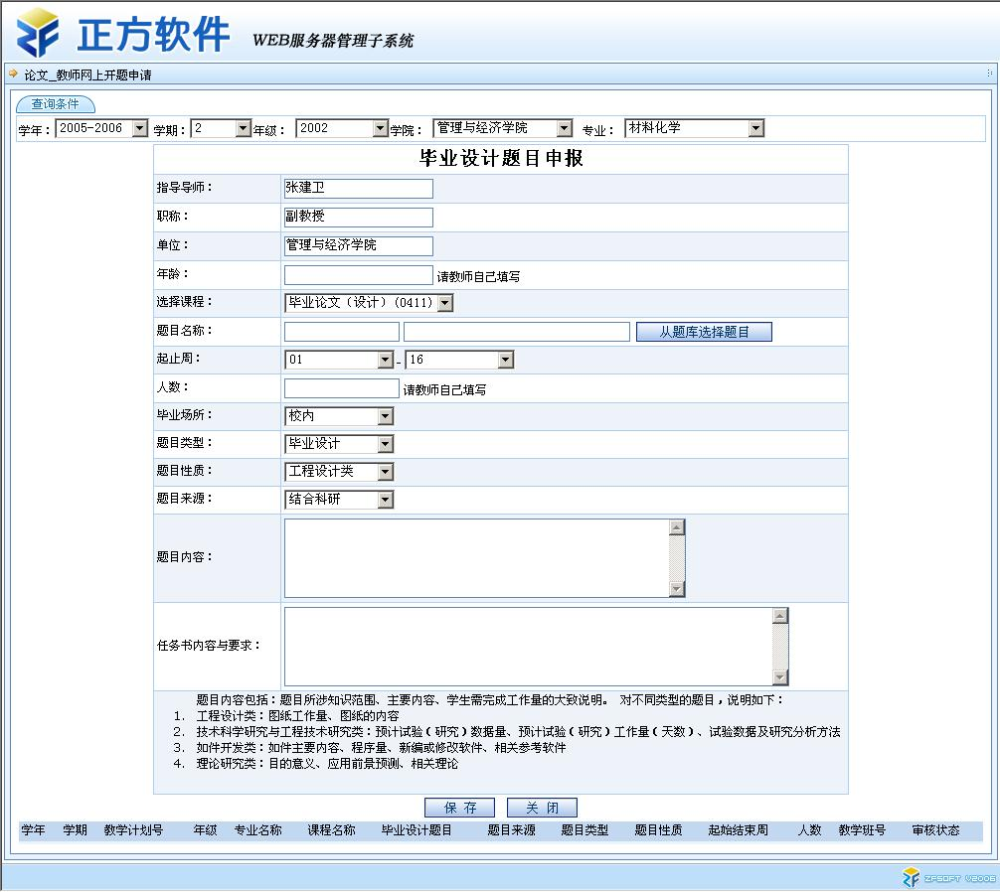 正方软件 WEB服务器管理子系统
论文_教师网上开题申请
查询条件
学年： 2005-2006 学期： 2 年级： 2002 学院： 管理与经济学院 专业： 材料化学
毕业设计题目申报
指导导师： 张建卫
职称： 副教授
单位： 管理与经济学院
年龄： 请教师自己填写
选择课程： 毕业论文（设计）(0411)
题目名称： 从题库选择题目
起止周： 01 - 16
人数： 请教师自己填写
毕业场所： 校内
题目类型： 毕业设计
题目性质： 工程设计类
题目来源： 结合科研
题目内容：
任务书内容与要求：
题目内容包括：题目所涉知识范围、主要内容、学生需完成工作量的大致说明。 对不同类型的题目，说明如下：
1. 工程设计类：图纸工作量、图纸的内容
2. 技术科学研究与工程技术研究类：预计试验（研究）数据量、预计试验（研究）工作量（天数）、试验数据及研究分析方法
3. 如件开发类：如件主要内容、程序量、新编或修改软件、相关参考软件
4. 理论研究类：目的意义、应用前景预测、相关理论
保 存 关 闭
学年 学期 教学计划号 年级 专业名称 课程名称 毕业设计题目 题目来源 题目类型 题目性质 起始结束周 人数 教学班号 审核状态
ZFSOFT V2006